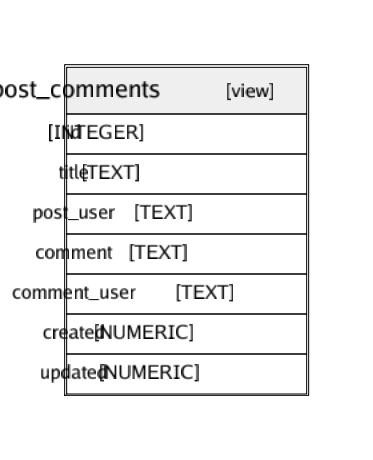 post_comments [view]
id [INTEGER]
title [TEXT]
post_user [TEXT]
comment [TEXT]
comment_user [TEXT]
created [NUMERIC]
updated [NUMERIC]